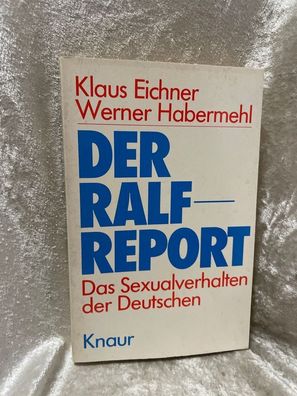 Klaus Eichner
Werner Habermehl
DER
RALF—
REPORT
Das Sexualverhalten
der Deutschen
Knaur